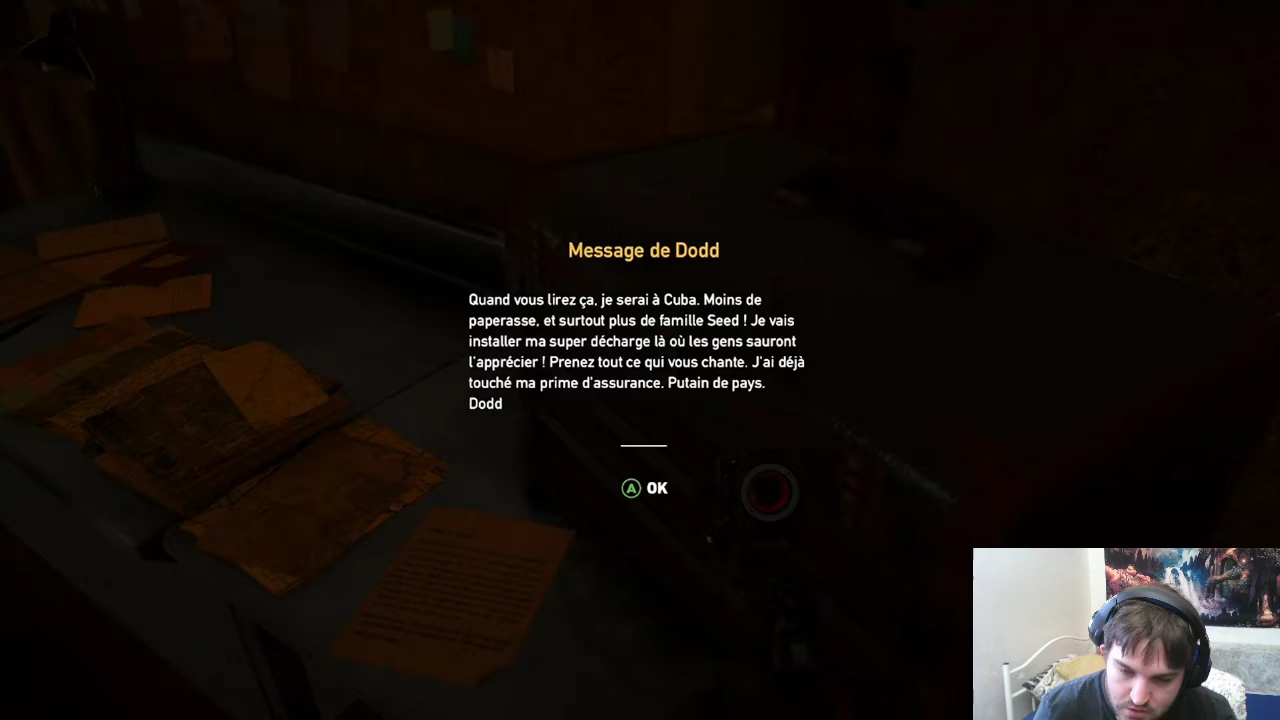 Message de Dodd
Quand vous lirez ça, je serai à Cuba. Moins de
paperasse, et surtout plus de famille Seed ! Je vais
installer ma super décharge là où les gens sauront
l'apprécier ! Prenez tout ce qui vous chante. J'ai déjà
touché ma prime d'assurance. Putain de pays.
Dodd
A OK